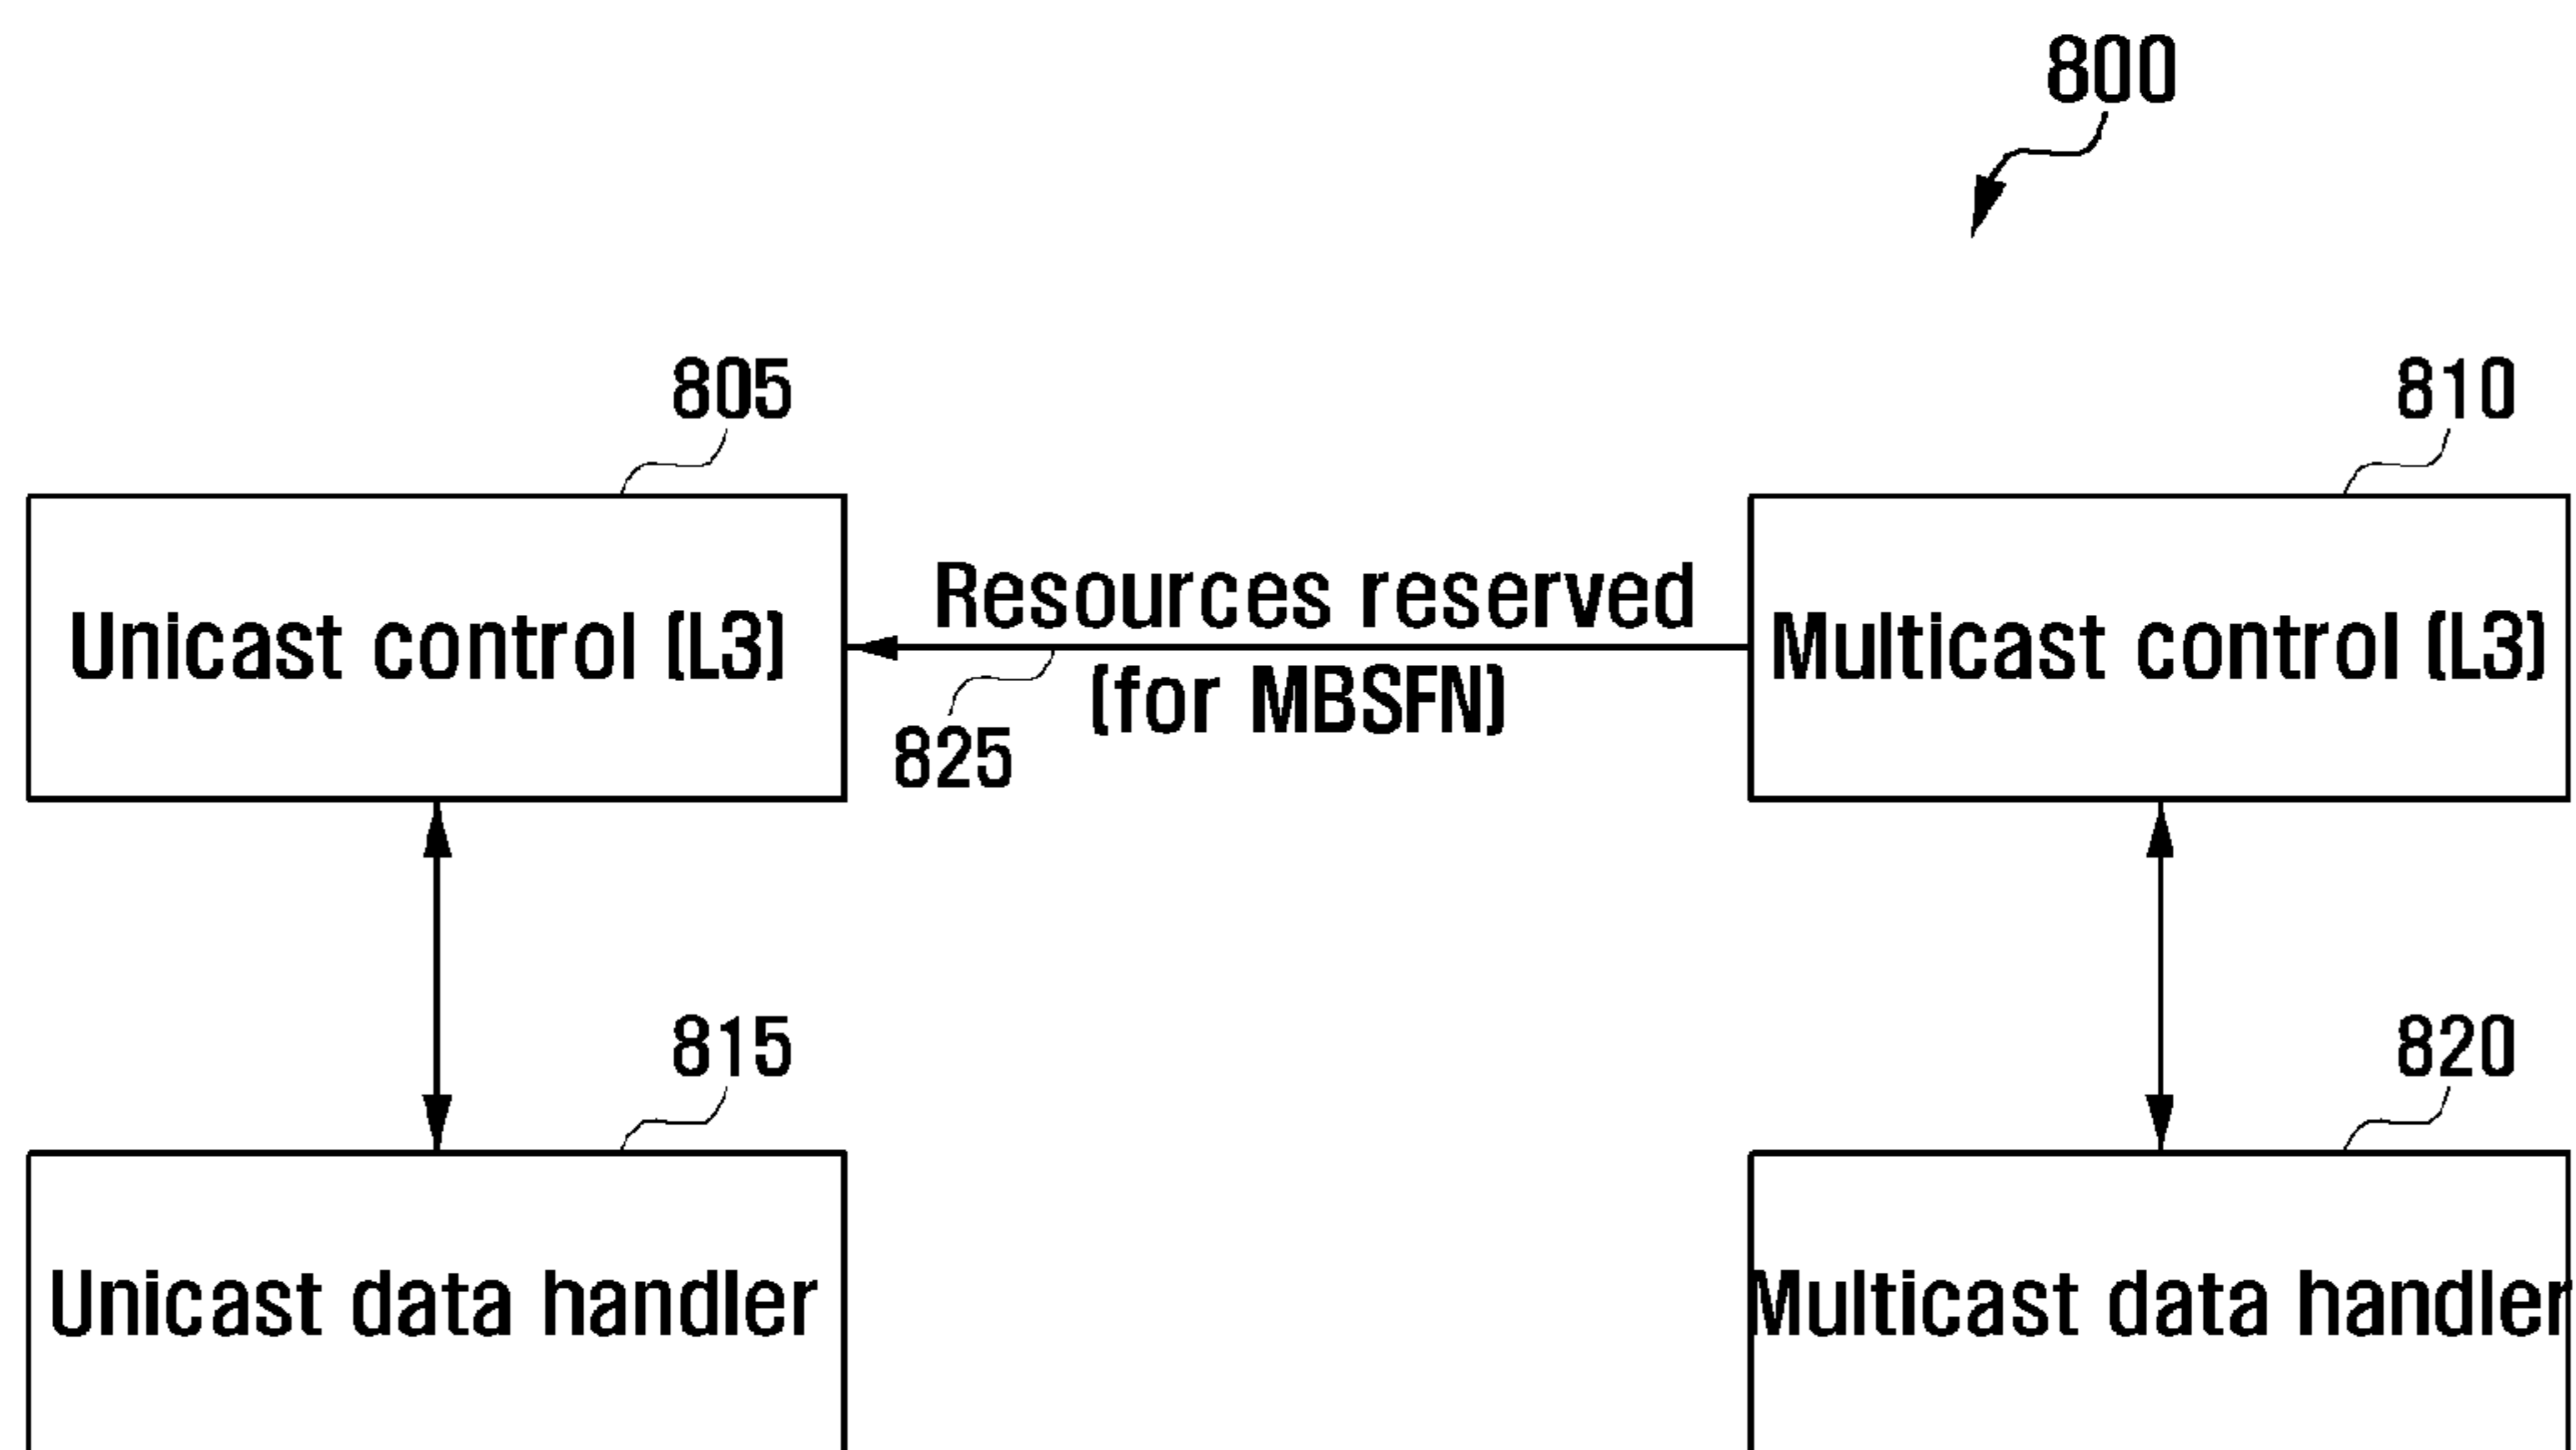 800
805
810
Resources reserved
Unicast control (L3)
Multicast control (L3)
(for MBSFN)
825
815
820
Unicast data handler
Multicast data handler